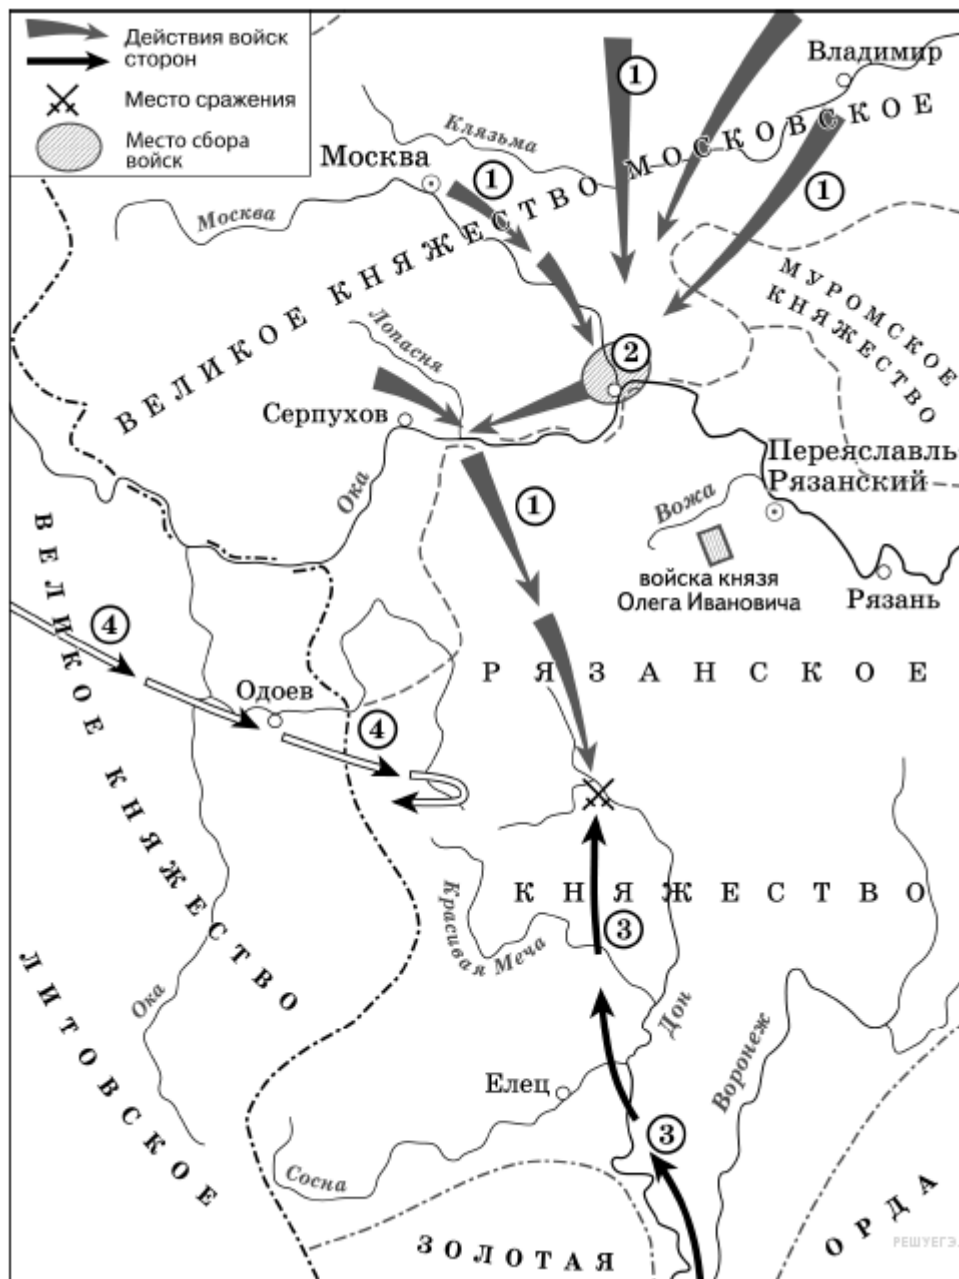 Действия войск
сторон
Место сражения
Место сбора
войск
1
Владимир
Клязьма
Москва
1
1
Москва
ВЕЛИКОЕ КНЯЖЕСТВО МОСКОВСКОЕ
МУРОМСКОЕ
КНЯЖЕСТВО
Лопасня
2
Серпухов
Ока
Переяславль-
Рязанский
Вожа
1
войска князя
Олега Ивановича
Рязань
4
РЯЗАНСКОЕ
Одоев
4
КНЯЖЕСТВО
Красивая Меча
3
ВЕЛИКОЕ КНЯЖЕСТВО
ЛИТОВСКОЕ
Ока
Дон
Воронеж
Елец
3
Сосна
ЗОЛОТАЯ
ОРДА
РЕШУЕГЭ.